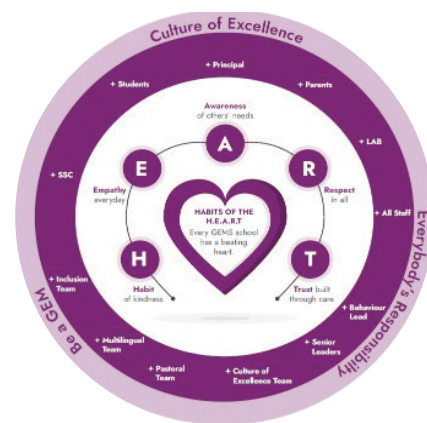 Culture of Excellence
+ Principal
+ Students
+ Parents
+ LAB
+ SSC
+ All Staff
+ Inclusion
Team
+ Behaviour
Lead
+ Multilingual
Team
+ Senior
Leaders
+ Pastoral
Team
+ Culture of
Excellence Team
Be a GEM
Everybody's Responsibility
Awareness
of others' needs
A
E
R
Empathy
everyday
Respect
in all
HABITS OF THE
H.E.A.R.T
Every GEMS school
has a beating
heart.
H
T
Habit
of kindness
Trust built
through care